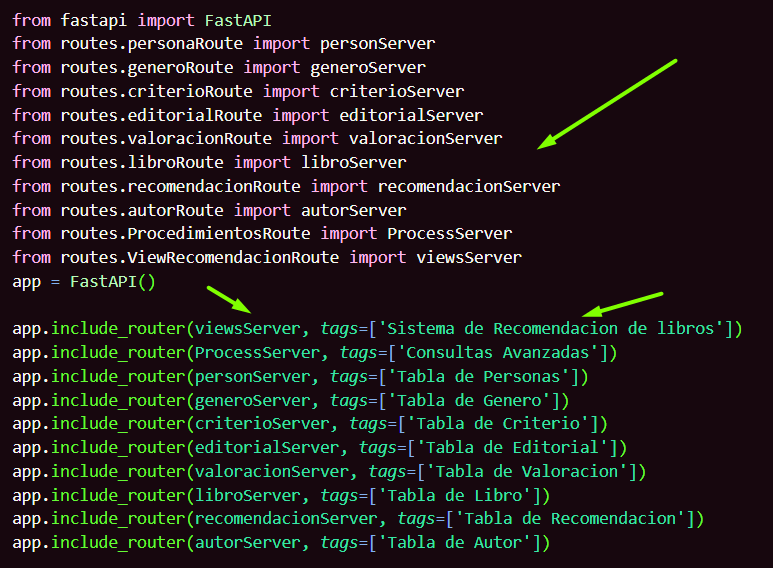 from fastapi import FastAPI
from routes.personaRoute import personServer
from routes.generoRoute import generoServer
from routes.criterioRoute import criterioServer
from routes.editorialRoute import editorialServer
from routes.valoracionRoute import valoracionServer
from routes.libroRoute import libroServer
from routes.recomendacionRoute import recomendacionServer
from routes.autorRoute import autorServer
from routes.ProcedimientosRoute import ProcessServer
from routes.ViewRecomendacionRoute import viewsServer
app = FastAPI()
app.include_router(viewsServer, tags=['Sistema de Recomendacion de libros'])
app.include_router(ProcessServer, tags=['Consultas Avanzadas'])
app.include_router(personServer, tags=['Tabla de Personas'])
app.include_router(generoServer, tags=['Tabla de Genero'])
app.include_router(criterioServer, tags=['Tabla de Criterio'])
app.include_router(editorialServer, tags=['Tabla de Editorial'])
app.include_router(valoracionServer, tags=['Tabla de Valoracion'])
app.include_router(libroServer, tags=['Tabla de Libro'])
app.include_router(recomendacionServer, tags=['Tabla de Recomendacion'])
app.include_router(autorServer, tags=['Tabla de Autor'])